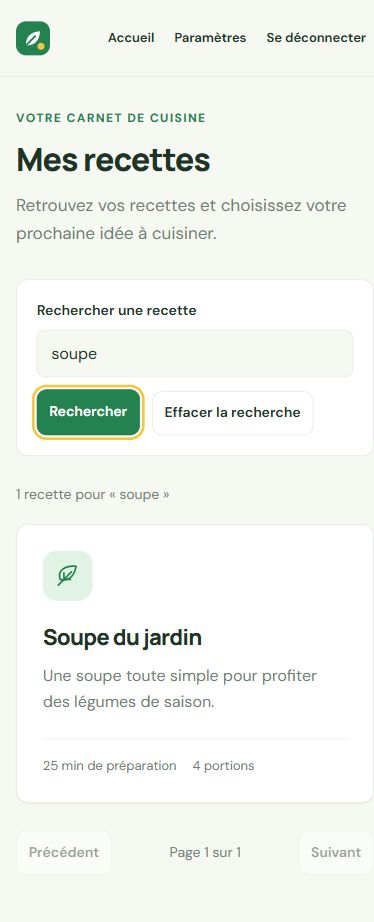 Accueil Paramètres Se déconnecter
VOTRE CARNET DE CUISINE
Mes recettes
Retrouvez vos recettes et choisissez votre
prochaine idée à cuisiner.
Rechercher une recette
soupe
Rechercher Effacer la recherche
1 recette pour « soupe »
Soupe du jardin
Une soupe toute simple pour profiter
des légumes de saison.
25 min de préparation 4 portions
Précédent Page 1 sur 1 Suivant